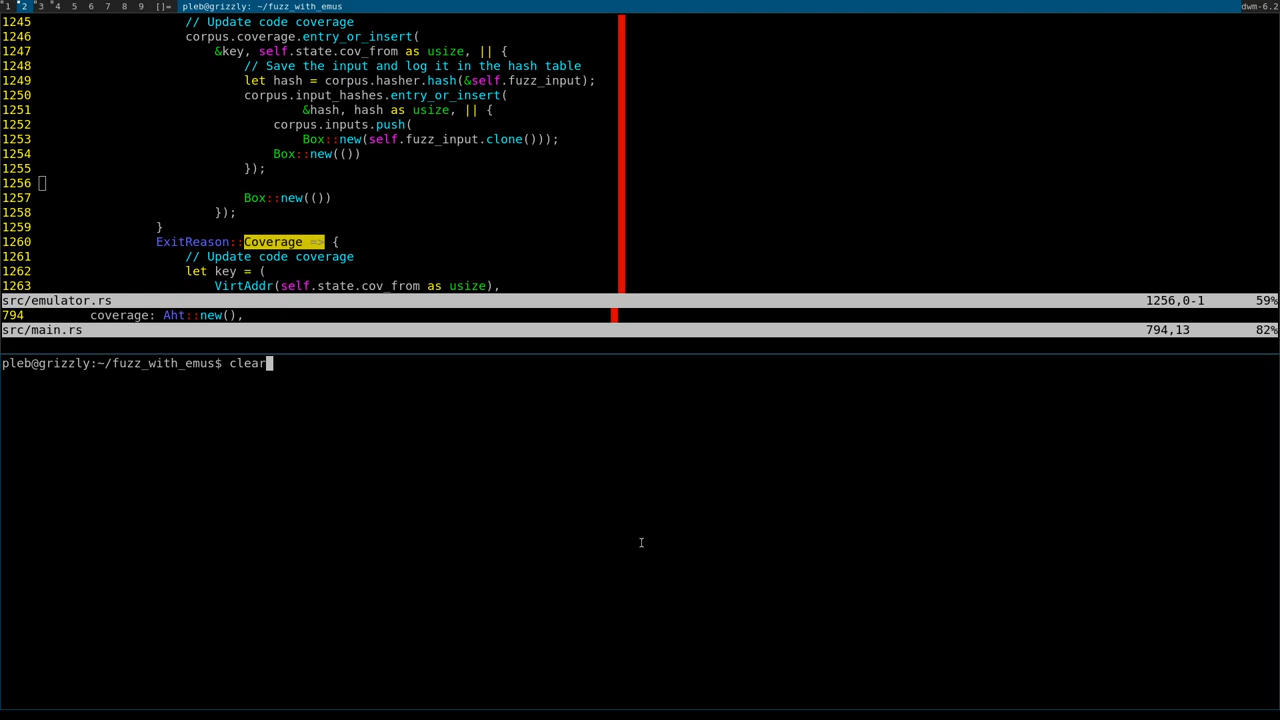 1 2 3 4 5 6 7 8 9 []= pleb@grizzly: ~/fuzz_with_emus dwm-6.2
1245 // Update code coverage
1246 corpus.coverage.entry_or_insert(
1247 &key, self.state.cov_from as usize, || {
1248 // Save the input and log it in the hash table
1249 let hash = corpus.hasher.hash(&self.fuzz_input);
1250 corpus.input_hashes.entry_or_insert(
1251 &hash, hash as usize, || {
1252 corpus.inputs.push(
1253 Box::new(self.fuzz_input.clone()));
1254 Box::new(())
1255 });
1256
1257 Box::new(())
1258 });
1259 }
1260 ExitReason::Coverage => {
1261 // Update code coverage
1262 let key = (
1263 VirtAddr(self.state.cov_from as usize),
src/emulator.rs 1256,0-1 59%
794 coverage: Aht::new(),
src/main.rs 794,13 82%
pleb@grizzly:~/fuzz_with_emus$ clear